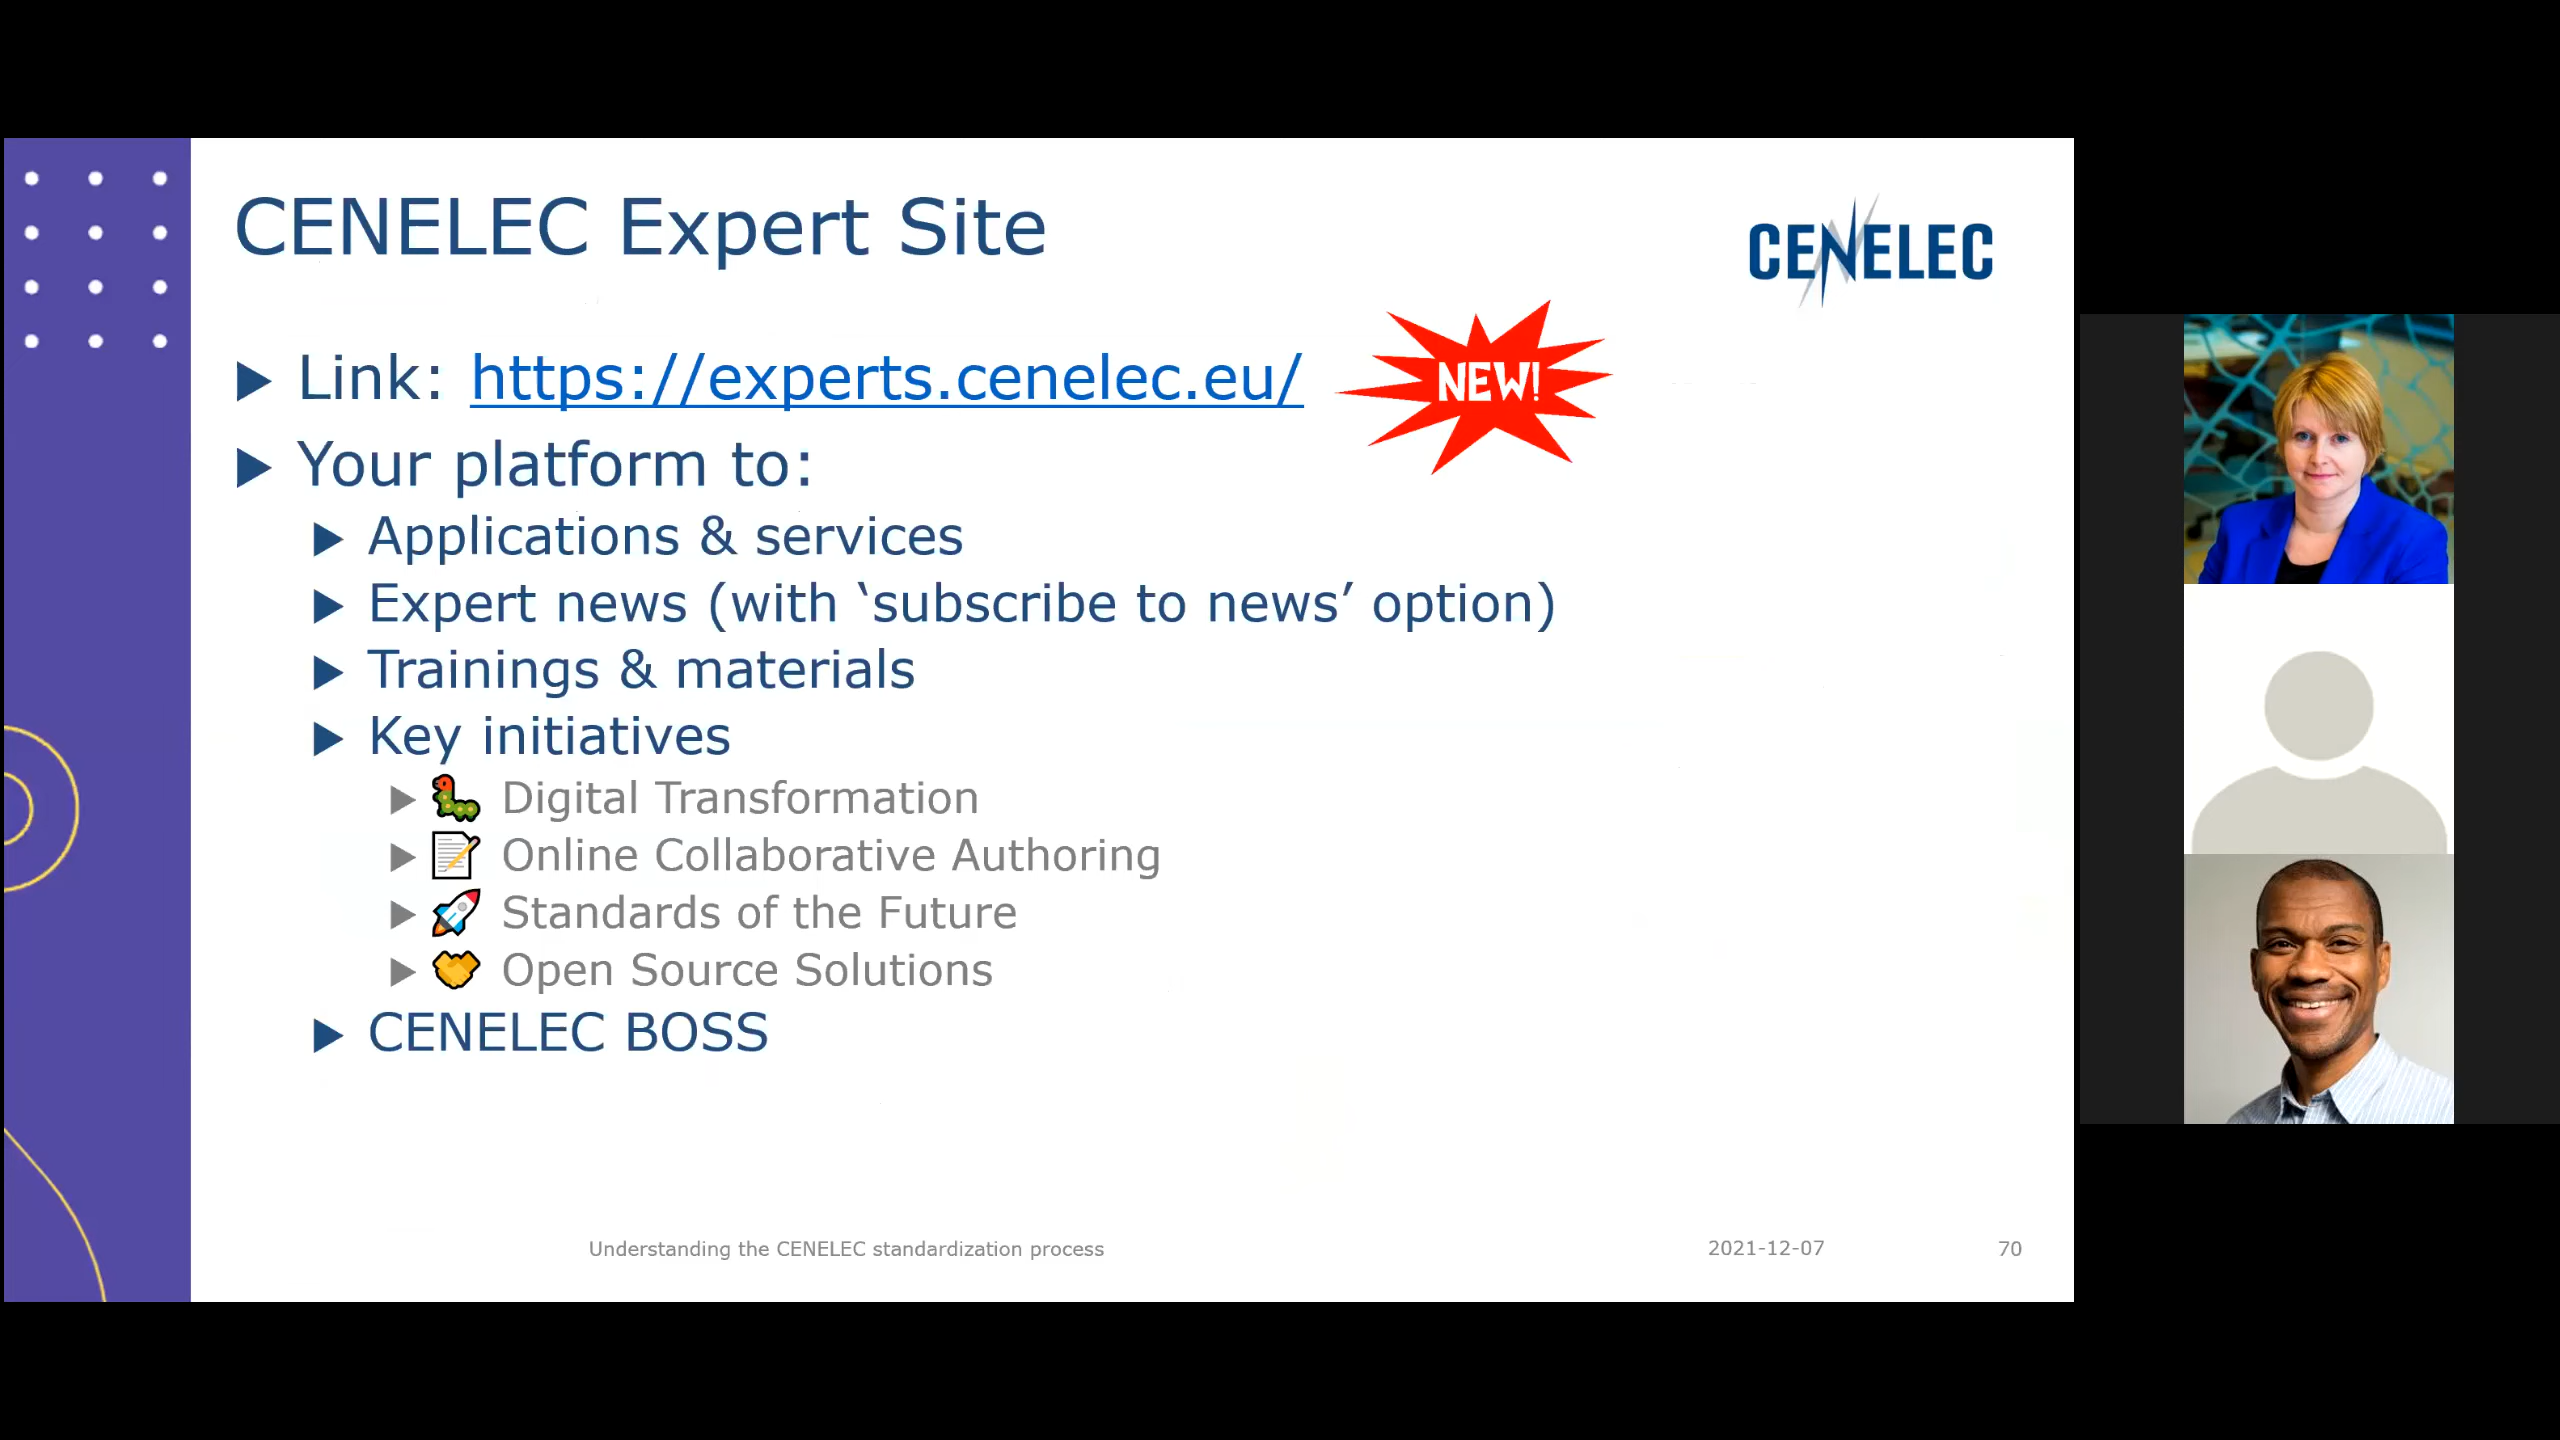 CENELEC Expert Site
CENELEC
Link: https://experts.cenelec.eu/
NEW!
Your platform to:
Applications & services
Expert news (with ‘subscribe to news’ option)
Trainings & materials
Key initiatives
Digital Transformation
Online Collaborative Authoring
Standards of the Future
Open Source Solutions
CENELEC BOSS
Understanding the CENELEC standardization process
2021-12-07
70